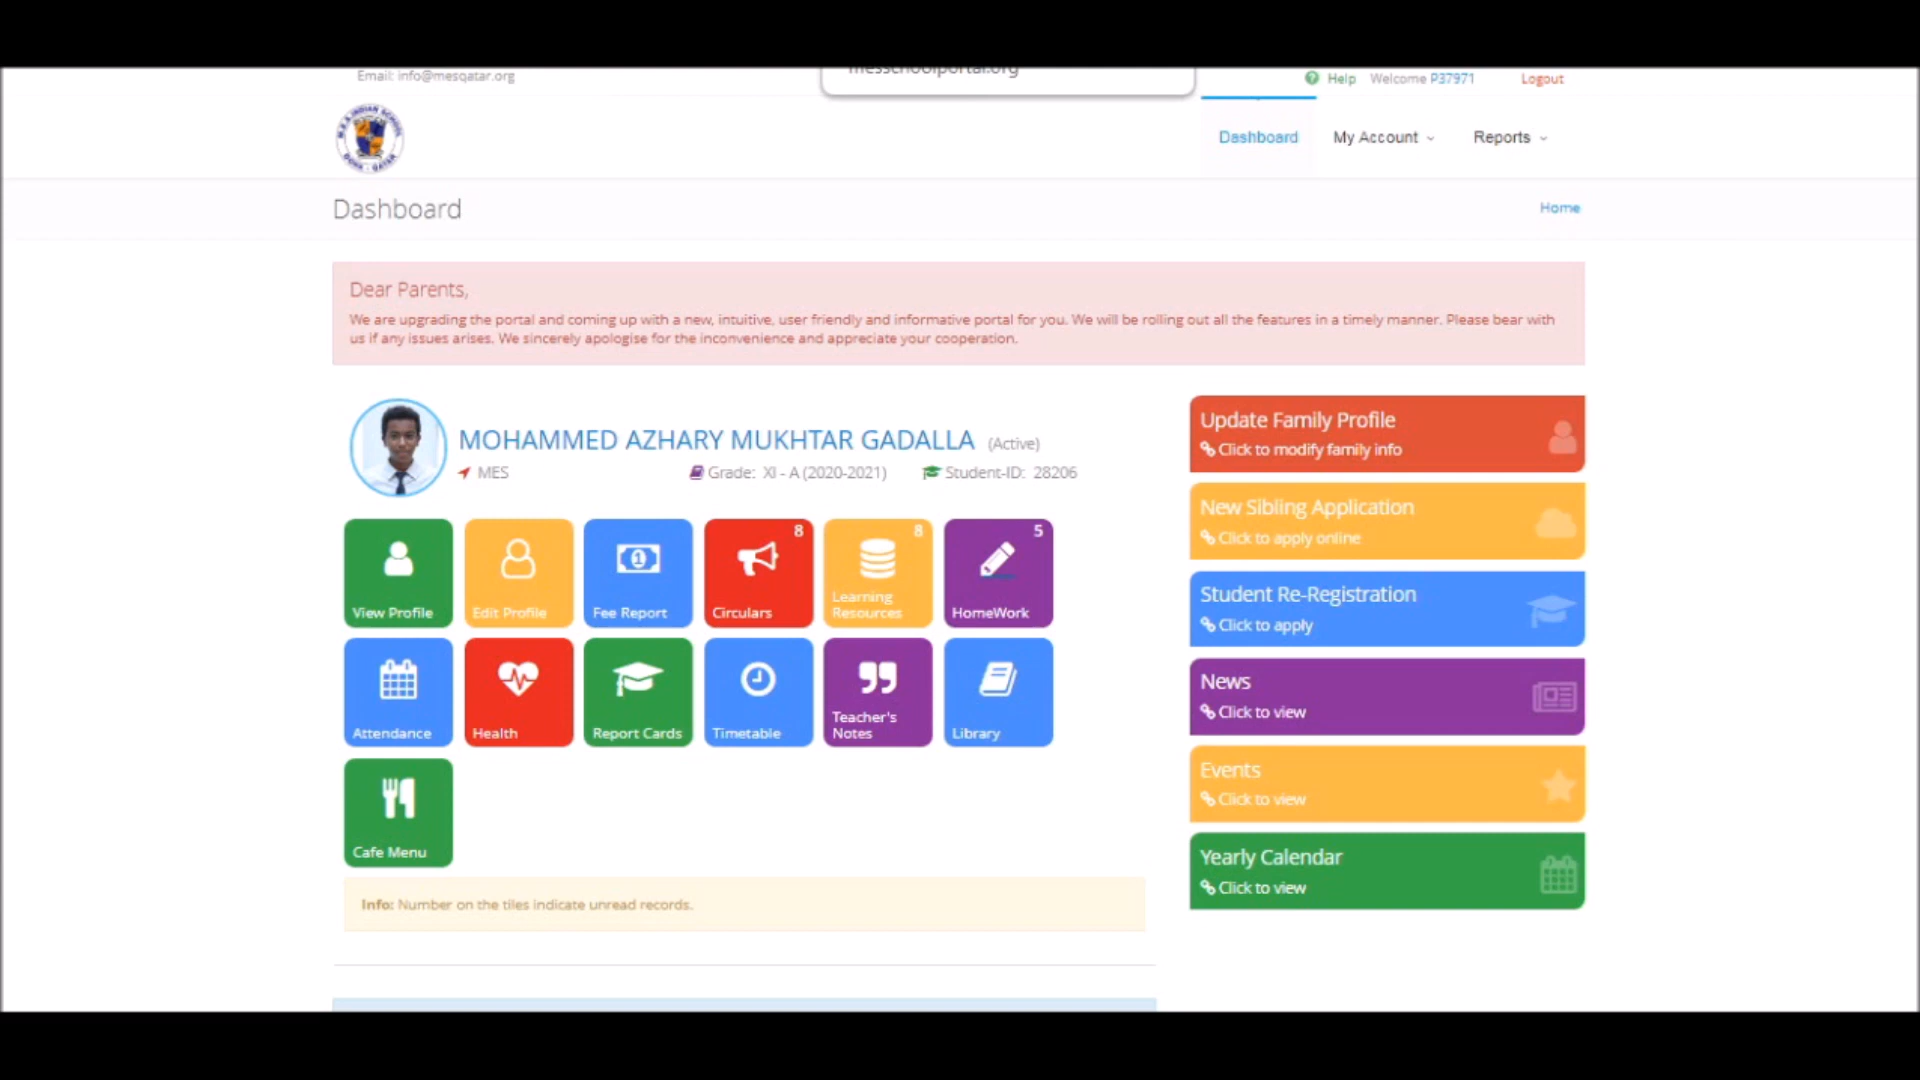 Email: info@mesqatar.org
messchoolportal.org
Help Welcome P37971 Logout
M.E.S INDIAN SCHOOL
DOHA - QATAR
Dashboard My Account Reports
Dashboard
Home
Dear Parents,
We are upgrading the portal and coming up with a new, intuitive, user friendly and informative portal for you. We will be rolling out all the features in a timely manner. Please bear with
us if any issues arises. We sincerely apologise for the inconvenience and appreciate your cooperation.
MOHAMMED AZHARY MUKHTAR GADALLA (Active)
MES Grade: XI - A (2020-2021) Student-ID: 28206
View Profile
Edit Profile
1
Fee Report
8
Circulars
8
Learning
Resources
5
HomeWork
Attendance
Health
Report Cards
Timetable
Teacher's
Notes
Library
Cafe Menu
Info: Number on the tiles indicate unread records.
Update Family Profile
Click to modify family info
New Sibling Application
Click to apply online
Student Re-Registration
Click to apply
News
Click to view
Events
Click to view
Yearly Calendar
Click to view